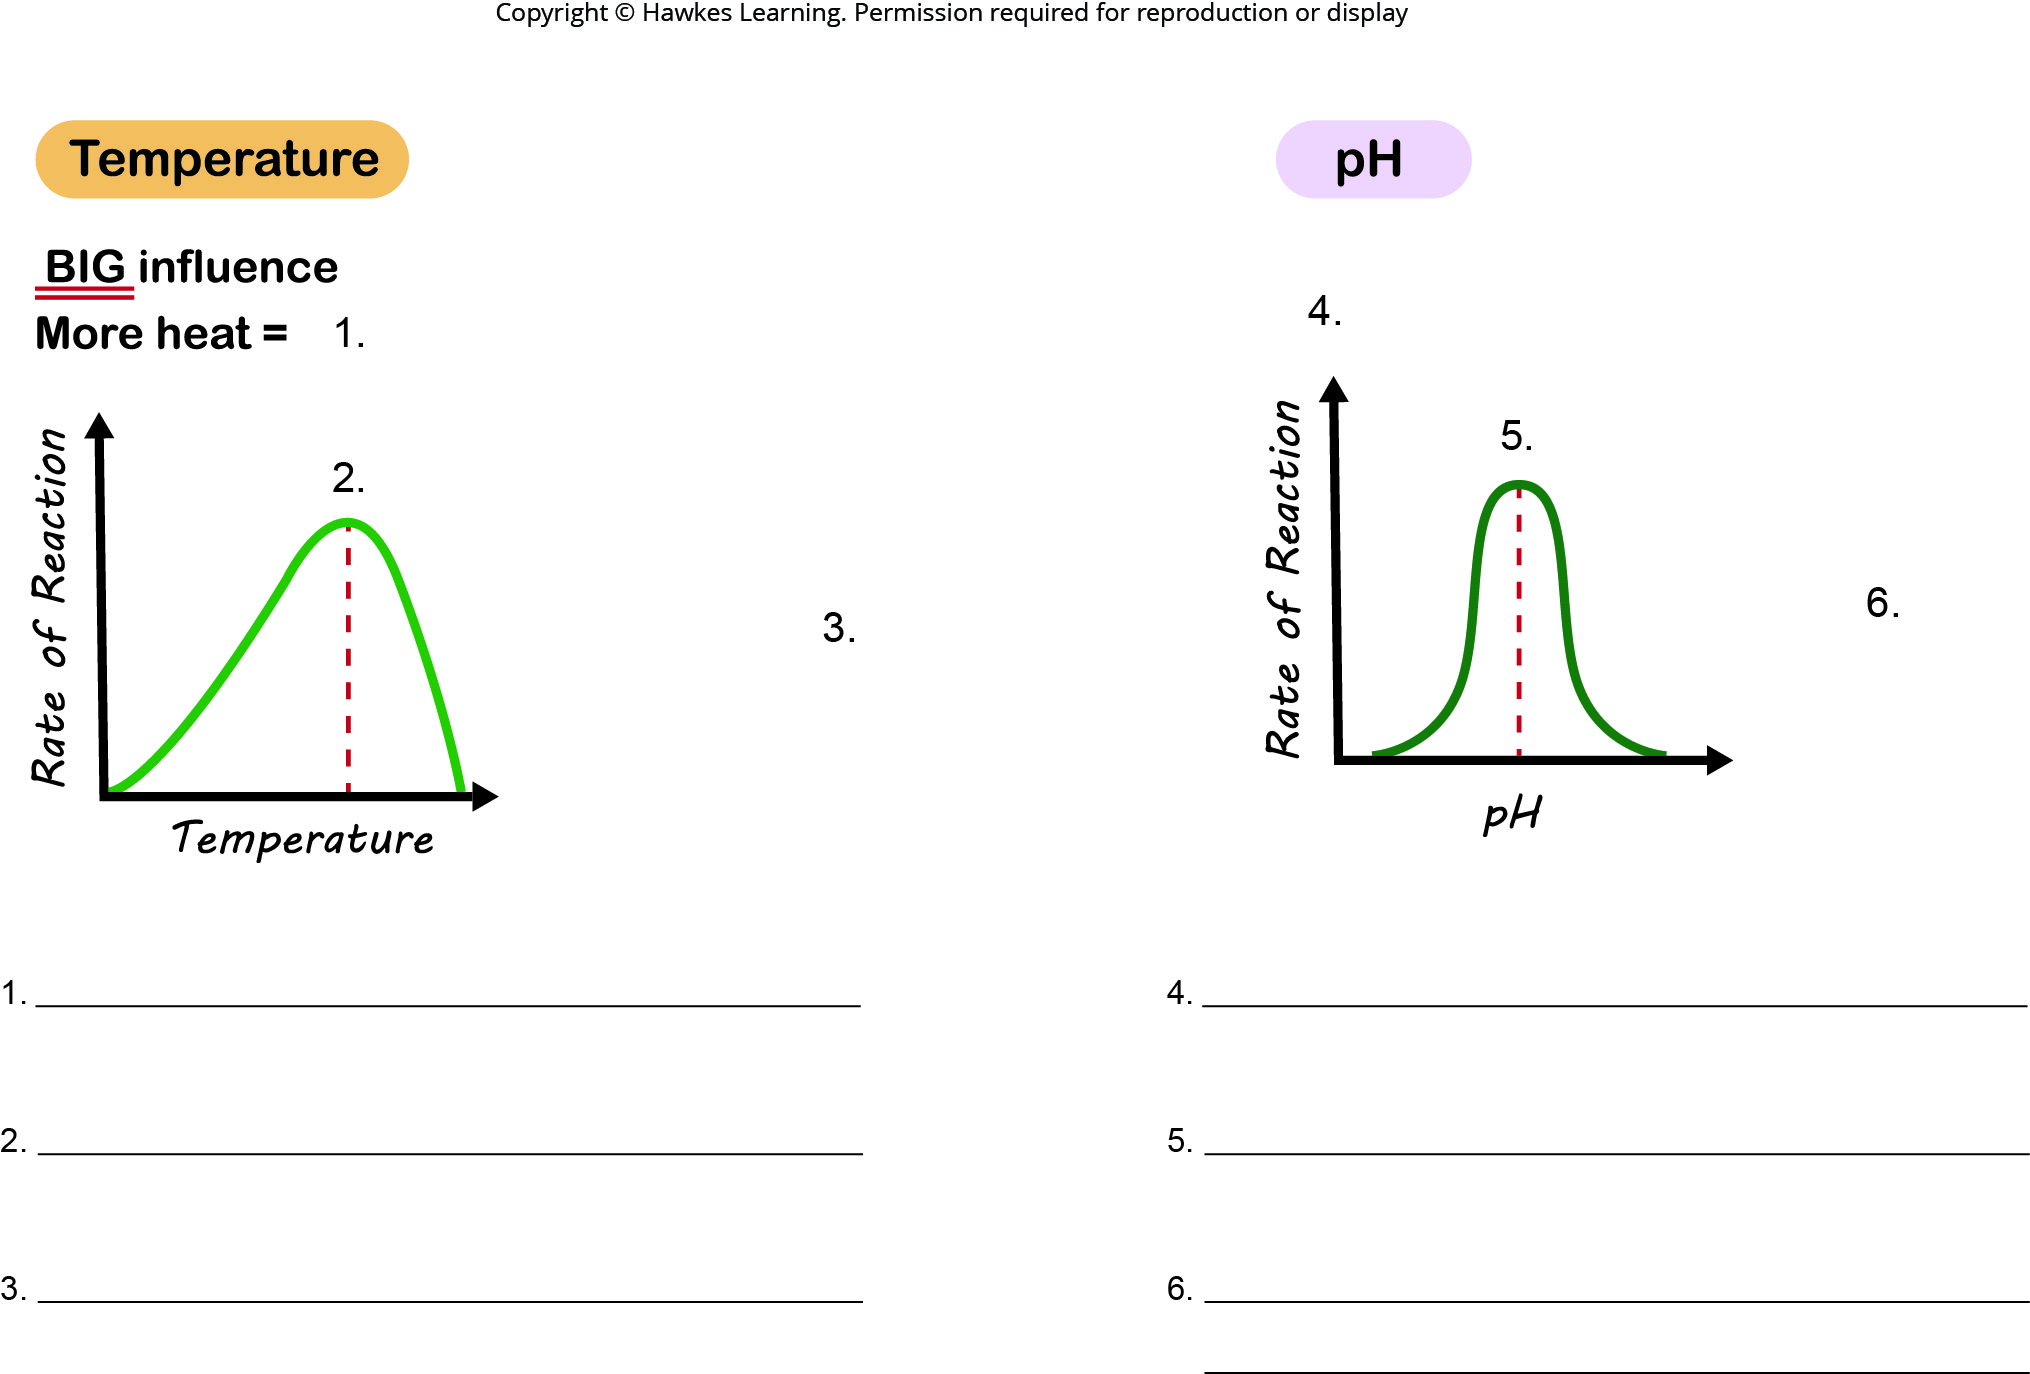 Copyright © Hawkes Learning. Permission required for reproduction or display
Temperature
BIG influence
More heat = 1.
Rate of Reaction
2.
3.
Temperature
pH
4.
Rate of Reaction
5.
6.
pH
1.
2.
3.
4.
5.
6.